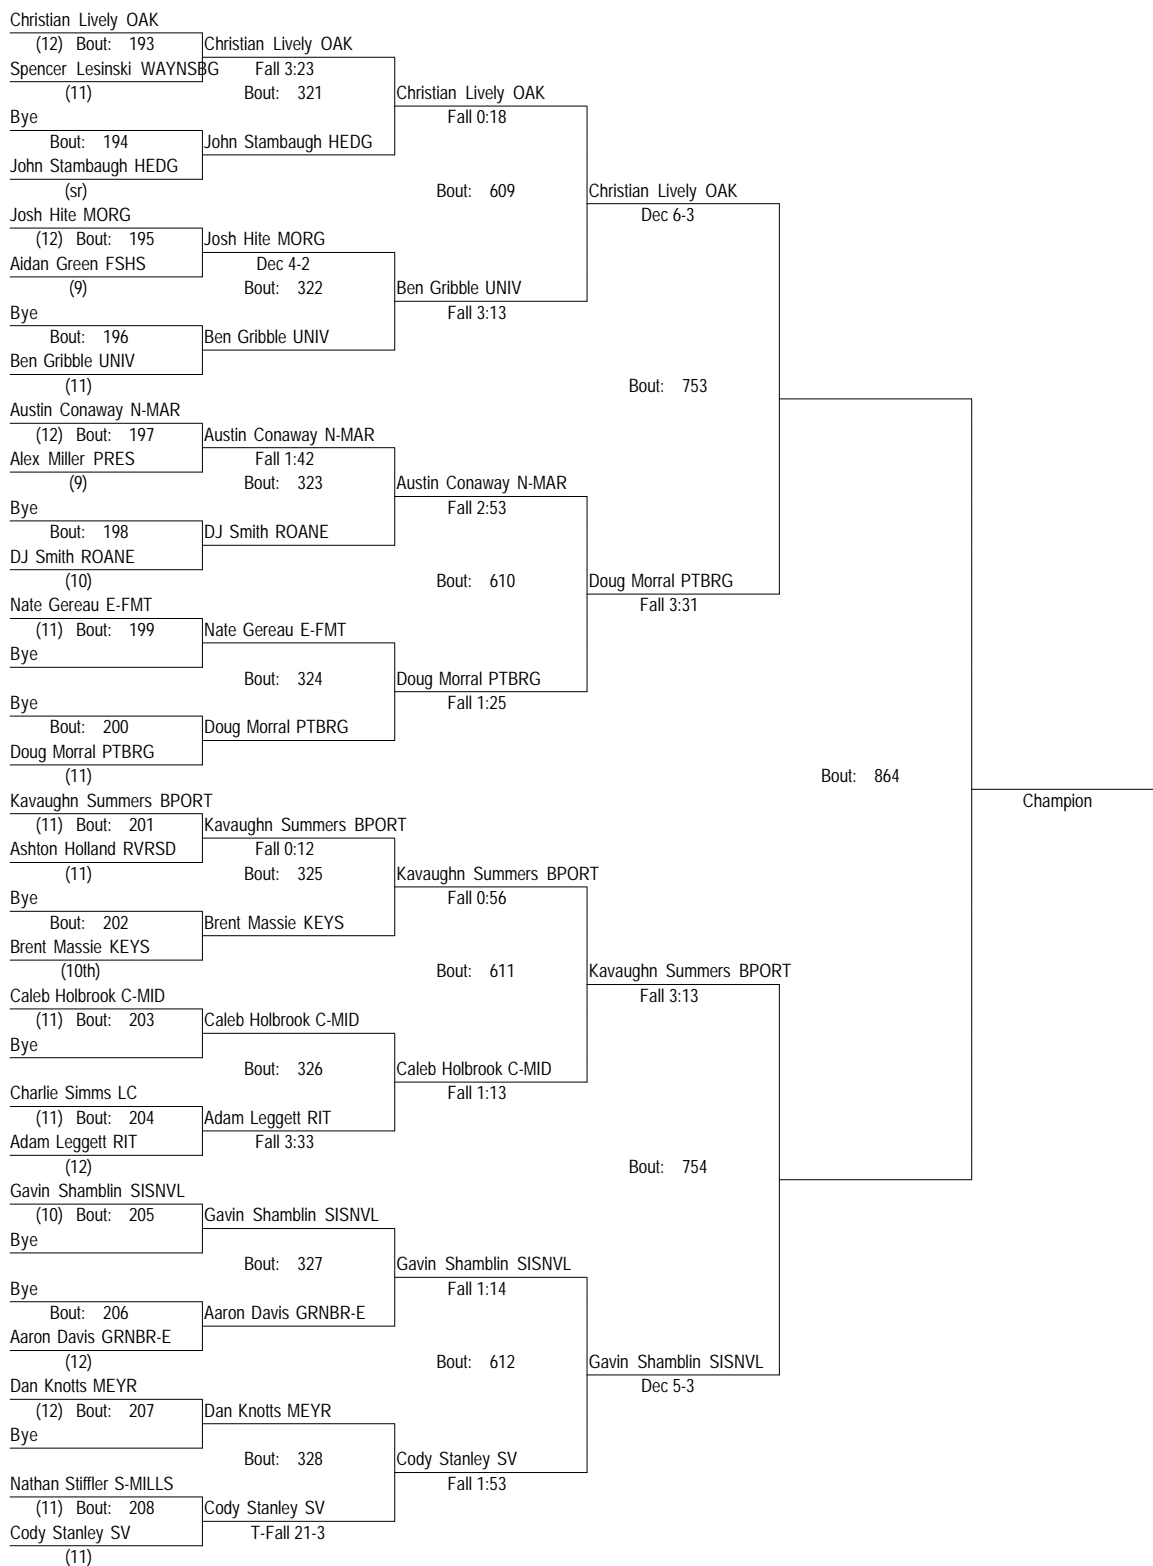 Christian Lively OAK
(12) Bout: 193
Christian Lively OAK
Spencer Lesinski WAYNSBG
Fall 3:23
(11)
Bout: 321
Christian Lively OAK
Bye
Fall 0:18
Bout: 194
John Stambaugh HEDG
John Stambaugh HEDG
(sr)
Bout: 609
Christian Lively OAK
Josh Hite MORG
Dec 6-3
(12) Bout: 195
Josh Hite MORG
Aidan Green FSHS
Dec 4-2
(9)
Bout: 322
Ben Gribble UNIV
Bye
Fall 3:13
Bout: 196
Ben Gribble UNIV
Ben Gribble UNIV
(11)
Bout: 753
Austin Conaway N-MAR
(12) Bout: 197
Austin Conaway N-MAR
Alex Miller PRES
Fall 1:42
(9)
Bout: 323
Austin Conaway N-MAR
Bye
Fall 2:53
Bout: 198
DJ Smith ROANE
DJ Smith ROANE
(10)
Bout: 610
Doug Morral PTBRG
Nate Gereau E-FMT
Fall 3:31
(11) Bout: 199
Nate Gereau E-FMT
Bye
Bout: 324
Doug Morral PTBRG
Bye
Fall 1:25
Bout: 200
Doug Morral PTBRG
Doug Morral PTBRG
(11)
Bout: 864
Kavaughn Summers BPORT
Champion
(11) Bout: 201
Kavaughn Summers BPORT
Ashton Holland RVRSD
Fall 0:12
(11)
Bout: 325
Kavaughn Summers BPORT
Bye
Fall 0:56
Bout: 202
Brent Massie KEYS
Brent Massie KEYS
(10th)
Bout: 611
Kavaughn Summers BPORT
Caleb Holbrook C-MID
Fall 3:13
(11) Bout: 203
Caleb Holbrook C-MID
Bye
Bout: 326
Caleb Holbrook C-MID
Charlie Simms LC
Fall 1:13
(11) Bout: 204
Adam Leggett RIT
Adam Leggett RIT
Fall 3:33
(12)
Bout: 754
Gavin Shamblin SISNVL
(10) Bout: 205
Gavin Shamblin SISNVL
Bye
Bout: 327
Gavin Shamblin SISNVL
Bye
Fall 1:14
Bout: 206
Aaron Davis GRNBR-E
Aaron Davis GRNBR-E
(12)
Bout: 612
Gavin Shamblin SISNVL
Dan Knotts MEYR
Dec 5-3
(12) Bout: 207
Dan Knotts MEYR
Bye
Bout: 328
Cody Stanley SV
Nathan Stiffler S-MILLS
Fall 1:53
(11) Bout: 208
Cody Stanley SV
Cody Stanley SV
T-Fall 21-3
(11)